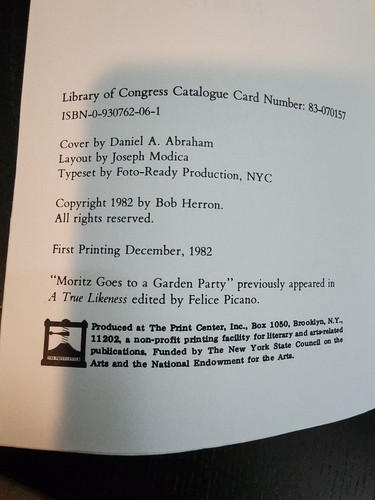 Library of Congress Catalogue Card Number: 83-070157
ISBN-0-930762-06-1
Cover by Daniel A. Abraham
Layout by Joseph Modica
Typeset by Foto-Ready Production, NYC
Copyright 1982 by Bob Herron.
All rights reserved.
First Printing December, 1982
"Moritz Goes to a Garden Party" previously appeared in
A True Likeness edited by Felice Picano.
Produced at The Print Center, Inc., Box 1050, Brooklyn, N.Y.,
11202, a non-profit printing facility for literary and arts-related
publications. Funded by The New York State Council on the
Arts and the National Endowment for the Arts.
THE PRINT CENTER